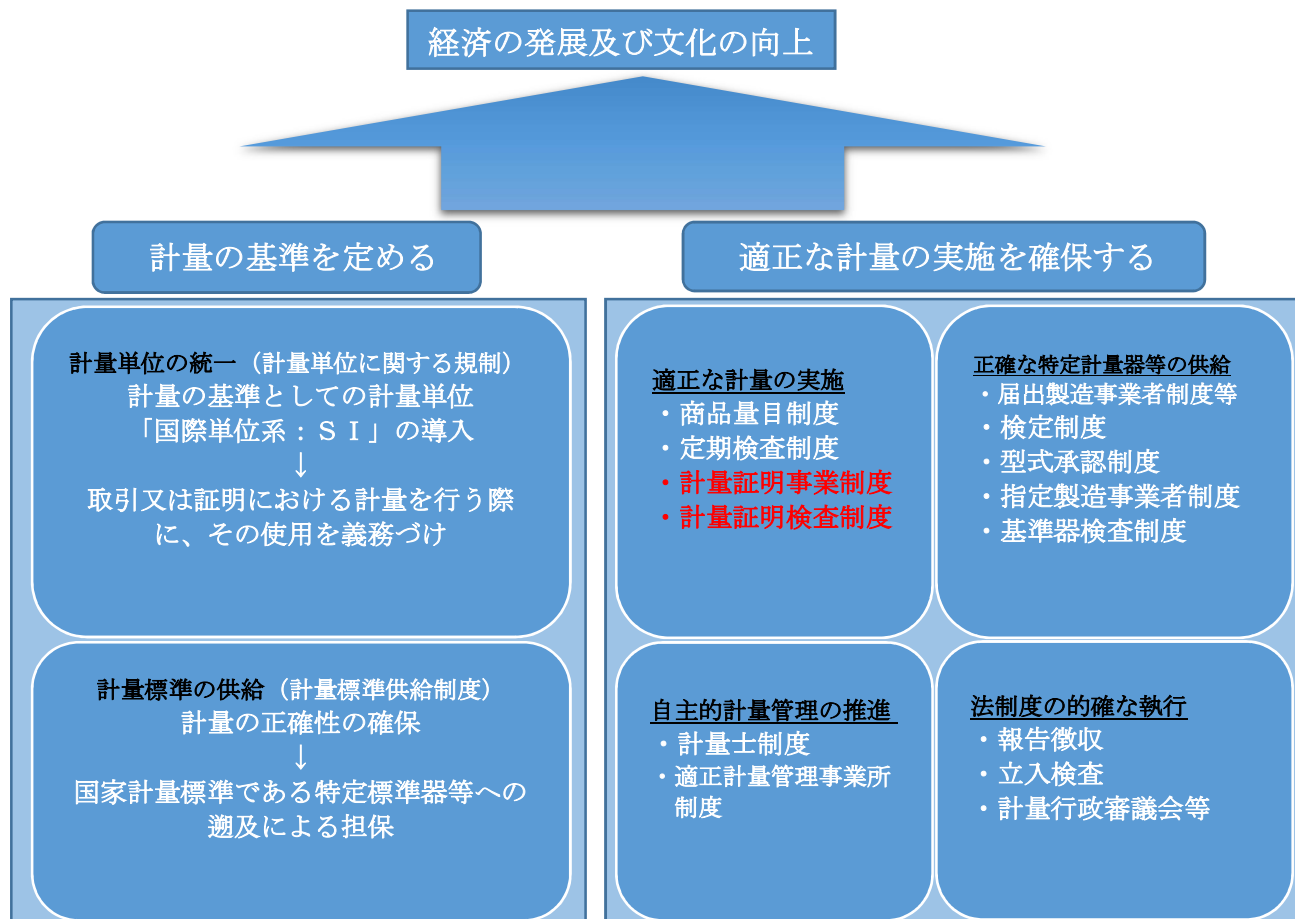 経済の発展及び文化の向上
計量の基準を定める
計量単位の統一（計量単位に関する規制）
計量の基準としての計量単位
「国際単位系：ＳＩ」の導入
↓
取引又は証明における計量を行う際
に、その使用を義務づけ
計量標準の供給（計量標準供給制度）
計量の正確性の確保
↓
国家計量標準である特定標準器等への
遡及による担保
適正な計量の実施を確保する
適正な計量の実施
・商品量目制度
・定期検査制度
・計量証明事業制度
・計量証明検査制度
正確な特定計量器等の供給
・届出製造事業者制度等
・検定制度
・型式承認制度
・指定製造事業者制度
・基準器検査制度
自主的計量管理の推進
・計量士制度
・適正計量管理事業所
制度
法制度の的確な執行
・報告徴収
・立入検査
・計量行政審議会等